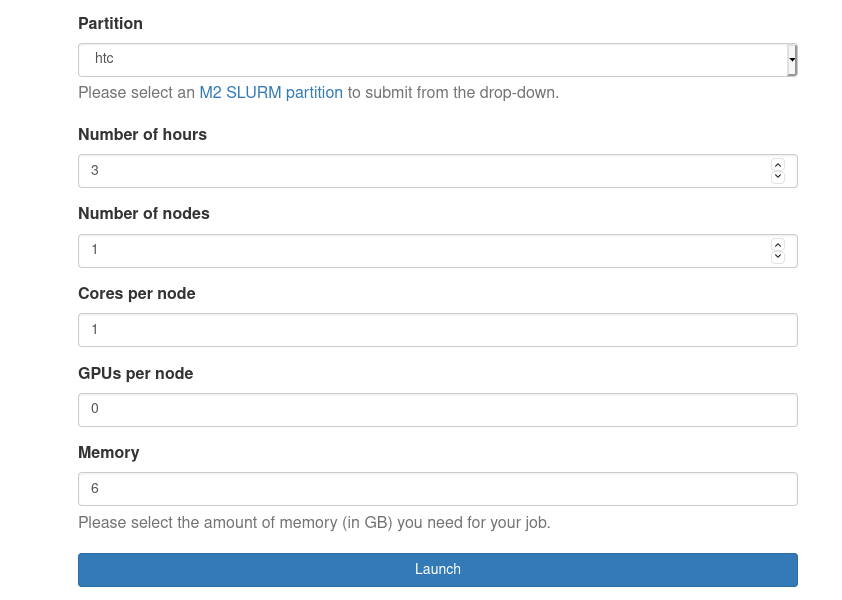 Partition
htc
Please select an M2 SLURM partition to submit from the drop-down.
Number of hours
3
Number of nodes
1
Cores per node
1
GPUs per node
0
Memory
6
Please select the amount of memory (in GB) you need for your job.
Launch